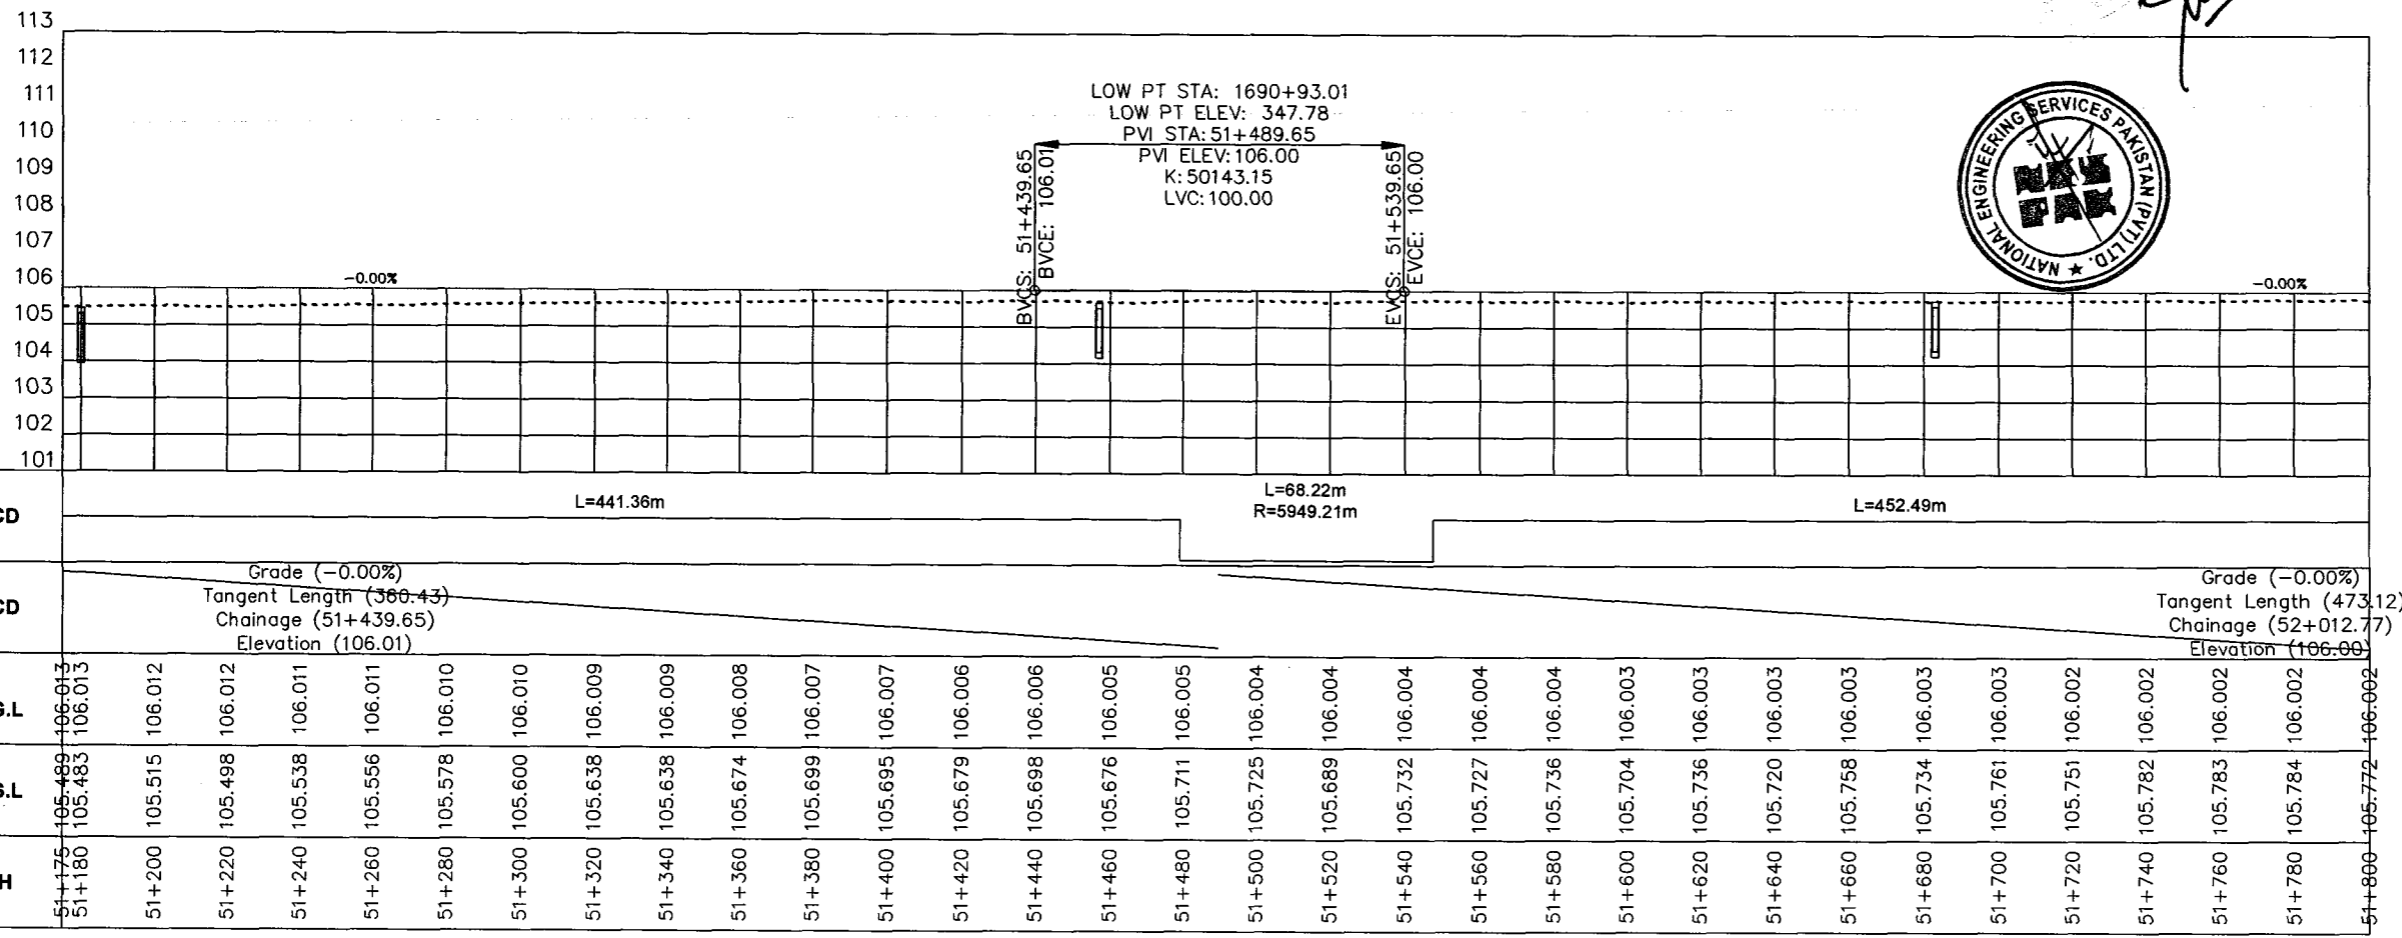 113
112
111
110
109
108
107
106
105
104
103
102
101
LOW PT STA: 1690+93.01
LOW PT ELEV: 347.78
PVI STA: 51+489.65
PVI ELEV: 106.00
K: 50143.15
LVC: 100.00
BVCS: 51+439.65
BVCE: 106.01
EVCS: 51+539.65
EVCE: 106.00
NATIONAL ENGINEERING SERVICES PAKISTAN (PVT) LTD. ★
-0.00%
-0.00%
CD
L=441.36m
L=68.22m
R=5949.21m
L=452.49m
CD
Grade (-0.00%)
Tangent Length (380.43)
Chainage (51+439.65)
Elevation (106.01)
Grade (-0.00%)
Tangent Length (473.12)
Chainage (52+012.77)
Elevation (106.00)
G.L 106.013 106.013 106.012 106.012 106.011 106.011 106.010 106.010 106.009 106.009 106.008 106.007 106.007 106.006 106.006 106.005 106.005 106.004 106.004 106.004 106.004 106.004 106.003 106.003 106.003 106.003 106.003 106.003 106.002 106.002 106.002 106.002 106.002
S.L 105.489 105.483 105.515 105.498 105.538 105.556 105.578 105.600 105.638 105.638 105.674 105.699 105.695 105.679 105.698 105.676 105.711 105.725 105.689 105.732 105.727 105.736 105.704 105.736 105.720 105.758 105.734 105.761 105.751 105.782 105.783 105.784 105.772
H 51+175 51+180 51+200 51+220 51+240 51+260 51+280 51+300 51+320 51+340 51+360 51+380 51+400 51+420 51+440 51+460 51+480 51+500 51+520 51+540 51+560 51+580 51+600 51+620 51+640 51+660 51+680 51+700 51+720 51+740 51+760 51+780 51+800